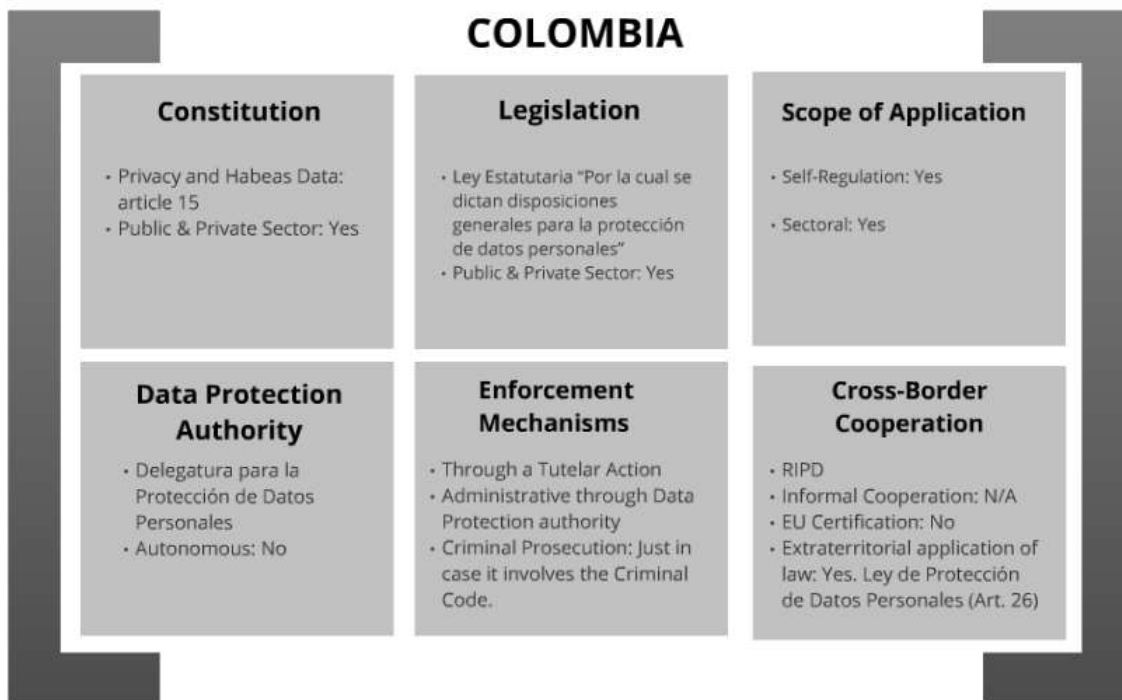 COLOMBIA
Constitution
• Privacy and Habeas Data:
article 15
• Public & Private Sector: Yes
Legislation
• Ley Estatutaria “Por la cual se
dictan disposiciones
generales para la protección
de datos personales”
• Public & Private Sector: Yes
Scope of Application
• Self-Regulation: Yes
• Sectoral: Yes
Data Protection
Authority
• Delegatura para la
Protección de Datos
Personales
• Autonomous: No
Enforcement
Mechanisms
• Through a Tutelar Action
• Administrative through Data
Protection authority
• Criminal Prosecution: Just in
case it involves the Criminal
Code.
Cross-Border
Cooperation
• RIPD
• Informal Cooperation: N/A
• EU Certification: No
• Extraterritorial application of
law: Yes. Ley de Protección
de Datos Personales (Art. 26)